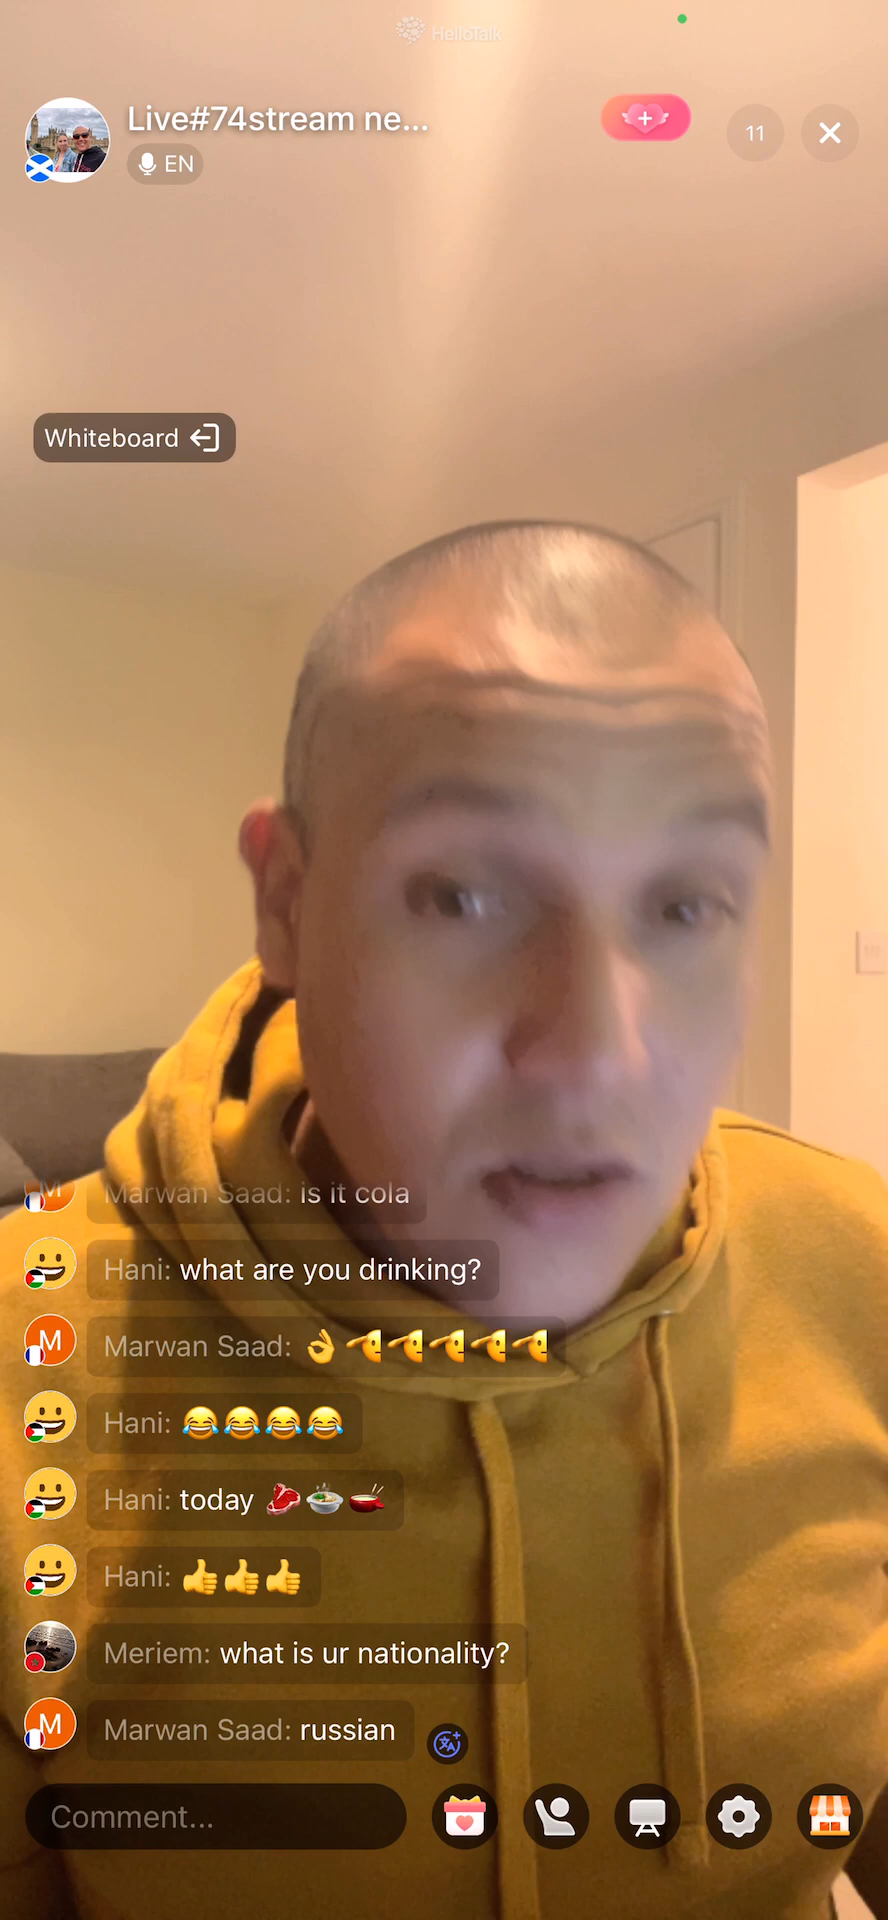 HelloTalk
Live#74stream ne...
EN
11
Whiteboard
Marwan Saad: is it cola
Hani: what are you drinking?
Marwan Saad: 👌🫡🫡🫡🫡🫡
Hani: 😂😂😂😂
Hani: today 🥩🍲🥣
Hani: 👍👍👍
Meriem: what is ur nationality?
Marwan Saad: russian
Comment...